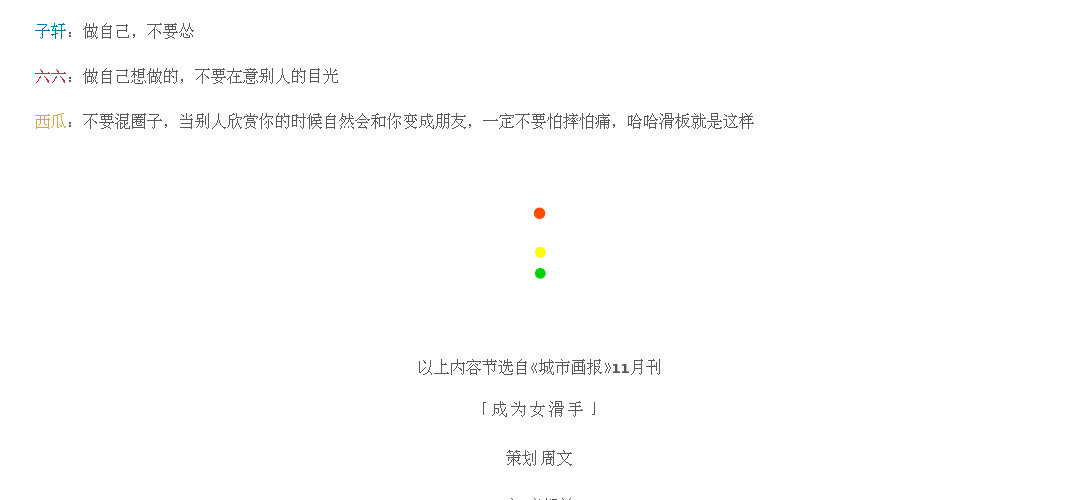 子轩：做自己，不要怂
六六：做自己想做的，不要在意别人的目光
西瓜：不要混圈子，当别人欣赏你的时候自然会和你变成朋友，一定不要怕摔怕痛，哈哈滑板就是这样
以上内容节选自《城市画报》11月刊
「成为女滑手」
策划 周文